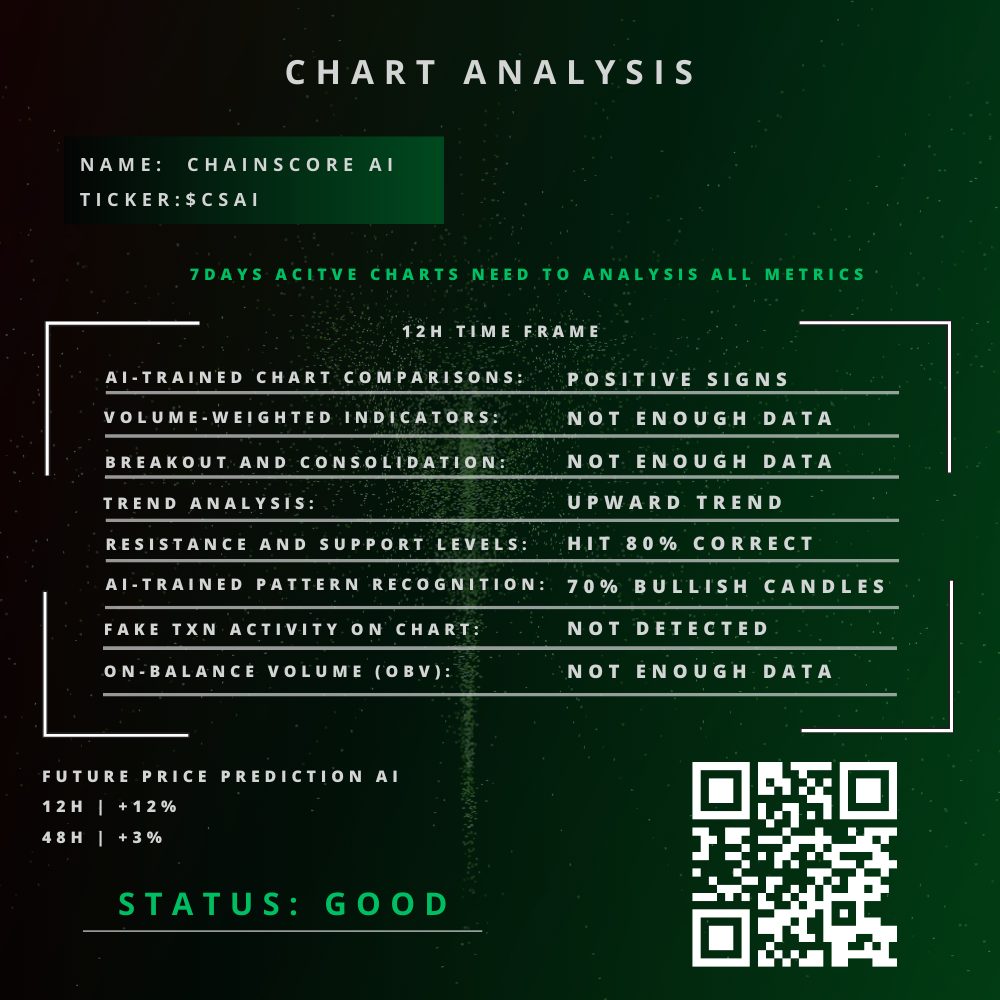 CHART ANALYSIS
NAME: CHAINSCORE AI
TICKER:$CSAI
7DAYS ACITVE CHARTS NEED TO ANALYSIS ALL METRICS
12H TIME FRAME
AI-TRAINED CHART COMPARISONS: POSITIVE SIGNS
VOLUME-WEIGHTED INDICATORS: NOT ENOUGH DATA
BREAKOUT AND CONSOLIDATION: NOT ENOUGH DATA
TREND ANALYSIS: UPWARD TREND
RESISTANCE AND SUPPORT LEVELS: HIT 80% CORRECT
AI-TRAINED PATTERN RECOGNITION: 70% BULLISH CANDLES
FAKE TXN ACTIVITY ON CHART: NOT DETECTED
ON-BALANCE VOLUME (OBV): NOT ENOUGH DATA
FUTURE PRICE PREDICTION AI
12H | +12%
48H | +3%
STATUS: GOOD